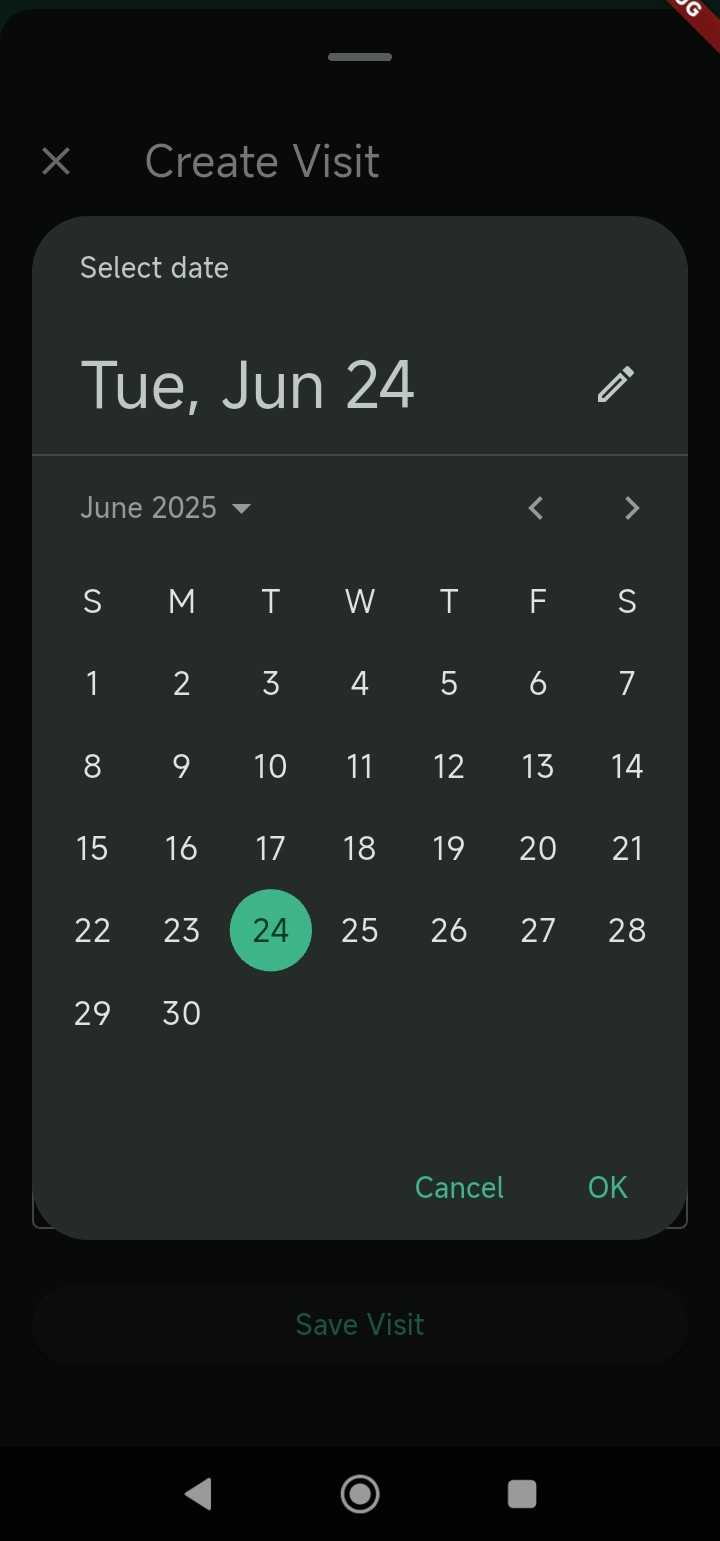 Create Visit
Select date
Tue, Jun 24
June 2025
S M T W T F S
1 2 3 4 5 6 7
8 9 10 11 12 13 14
15 16 17 18 19 20 21
22 23 24 25 26 27 28
29 30
Cancel OK
Save Visit